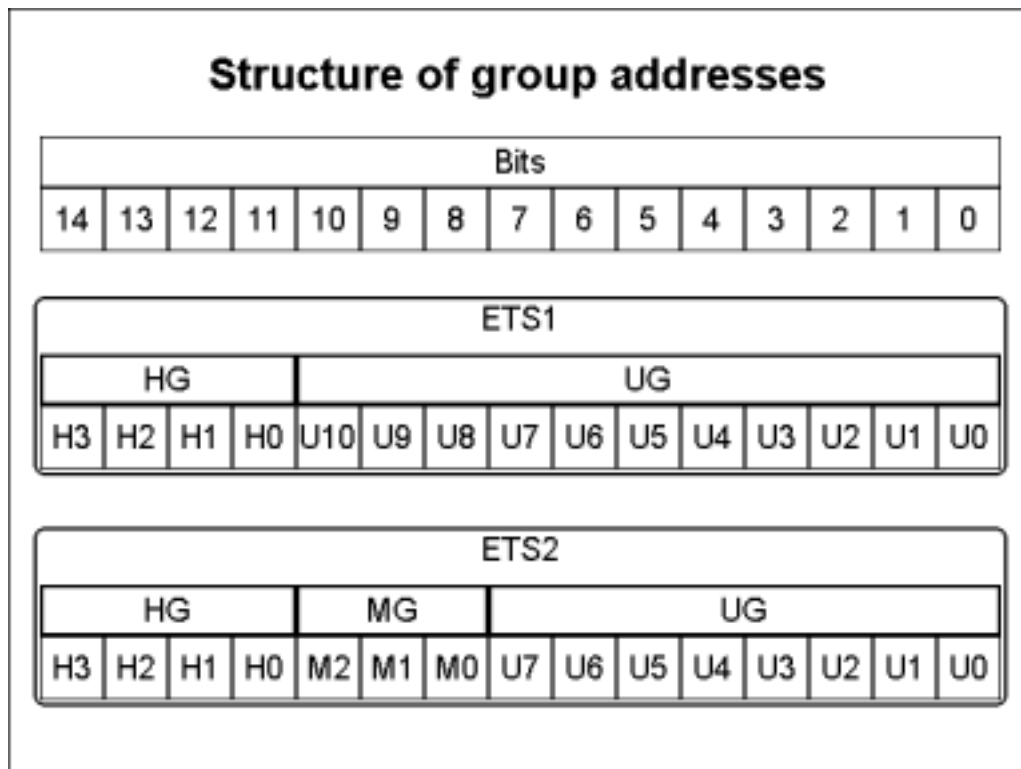 Structure of group addresses
Bits
14 13 12 11 10 9 8 7 6 5 4 3 2 1 0
ETS1
HG UG
H3 H2 H1 H0 U10 U9 U8 U7 U6 U5 U4 U3 U2 U1 U0
ETS2
HG MG UG
H3 H2 H1 H0 M2 M1 M0 U7 U6 U5 U4 U3 U2 U1 U0